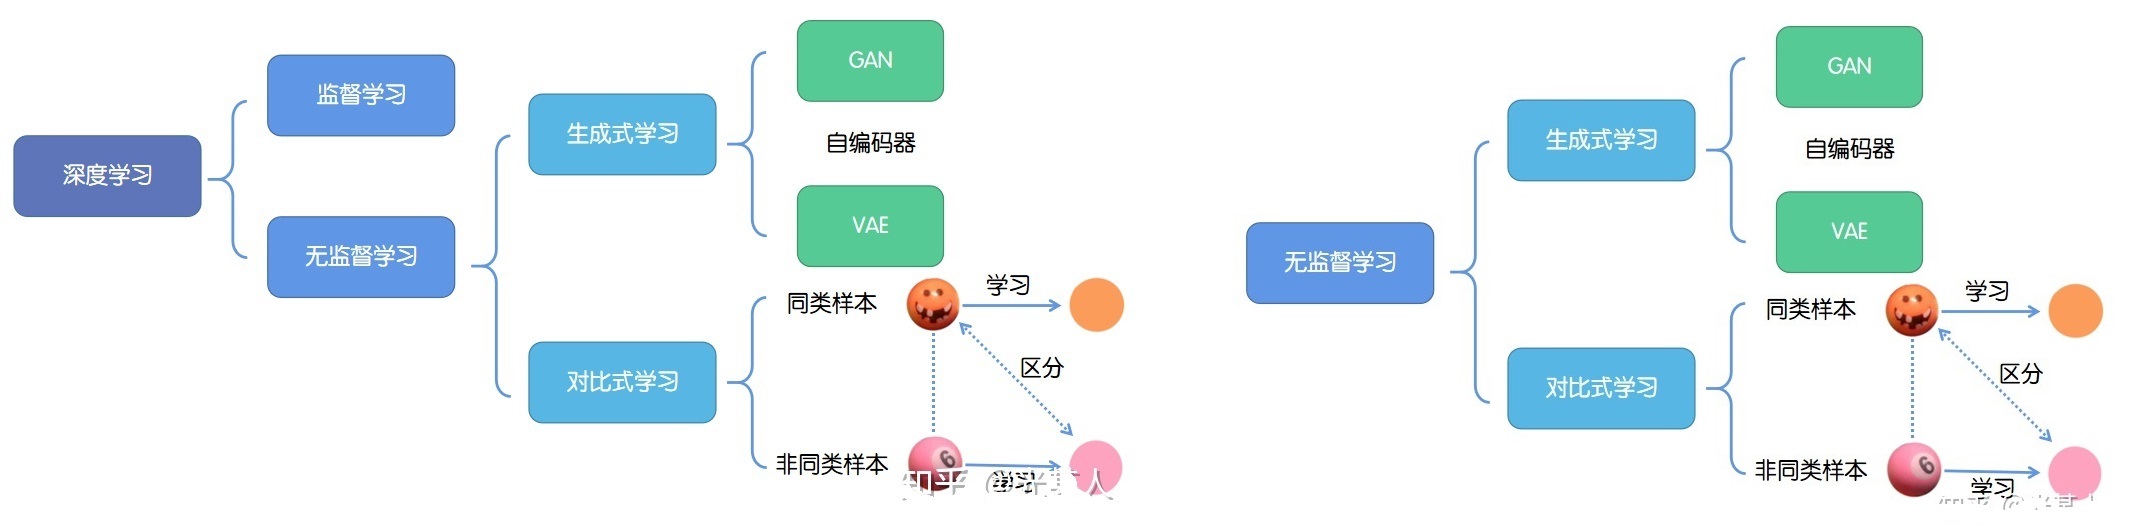 深度学习
监督学习
无监督学习
生成式学习
对比式学习
GAN
自编码器
VAE
同类样本
学习
区分
非同类样本
6
学习
无监督学习
生成式学习
对比式学习
GAN
自编码器
VAE
同类样本
学习
区分
非同类样本
6
学习